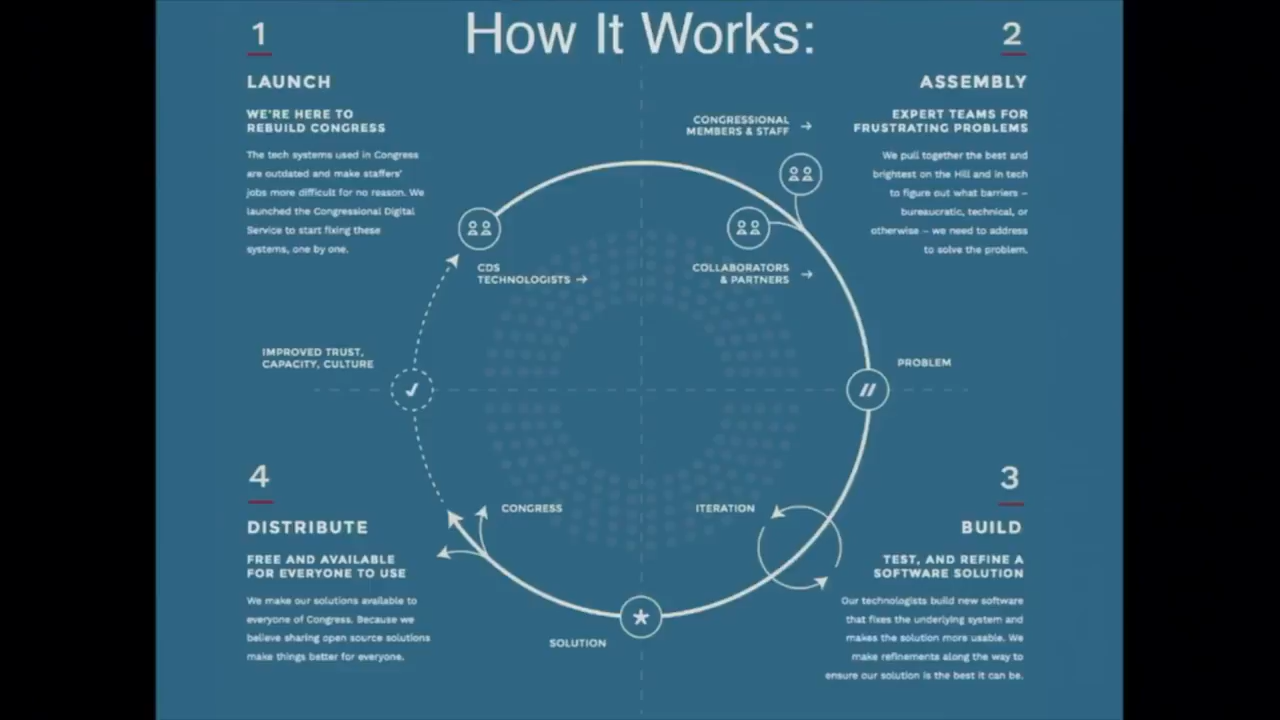 How It Works:
1
LAUNCH
WE'RE HERE TO
REBUILD CONGRESS
The tech systems used in Congress
are outdated and make staffers'
jobs more difficult for no reason. We
launched the Congressional Digital
Service to start fixing these
systems, one by one.
2
ASSEMBLY
EXPERT TEAMS FOR
FRUSTRATING PROBLEMS
We pull together the best and
brightest on the Hill and in tech
to figure out what barriers –
bureaucratic, technical, or
otherwise – we need to address
to solve the problem.
CONGRESSIONAL
MEMBERS & STAFF →
CDS
TECHNOLOGISTS →
COLLABORATORS
& PARTNERS →
IMPROVED TRUST,
CAPACITY, CULTURE
PROBLEM
4
DISTRIBUTE
FREE AND AVAILABLE
FOR EVERYONE TO USE
We make our solutions available to
everyone of Congress. Because we
believe sharing open source solutions
make things better for everyone.
CONGRESS
ITERATION
SOLUTION
3
BUILD
TEST, AND REFINE A
SOFTWARE SOLUTION
Our technologists build new software
that fixes the underlying system and
makes the solution more usable. We
make refinements along the way to
ensure our solution is the best it can be.